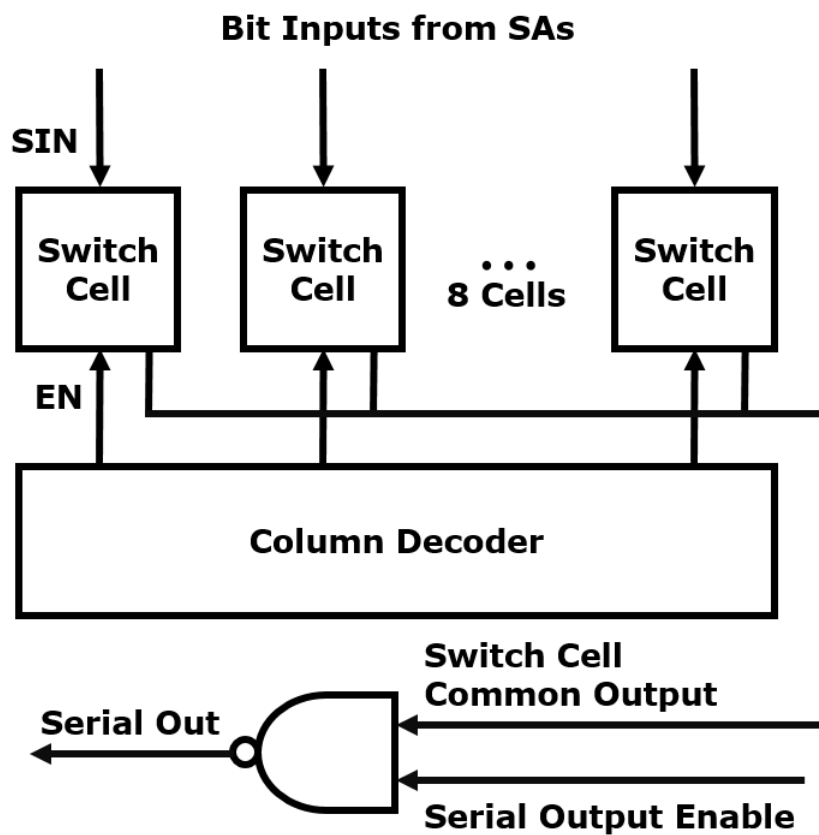 Bit Inputs from SAs
SIN
Switch
Cell
Switch
Cell
. . .
8 Cells
Switch
Cell
EN
Column Decoder
Switch Cell
Common Output
Serial Out
Serial Output Enable